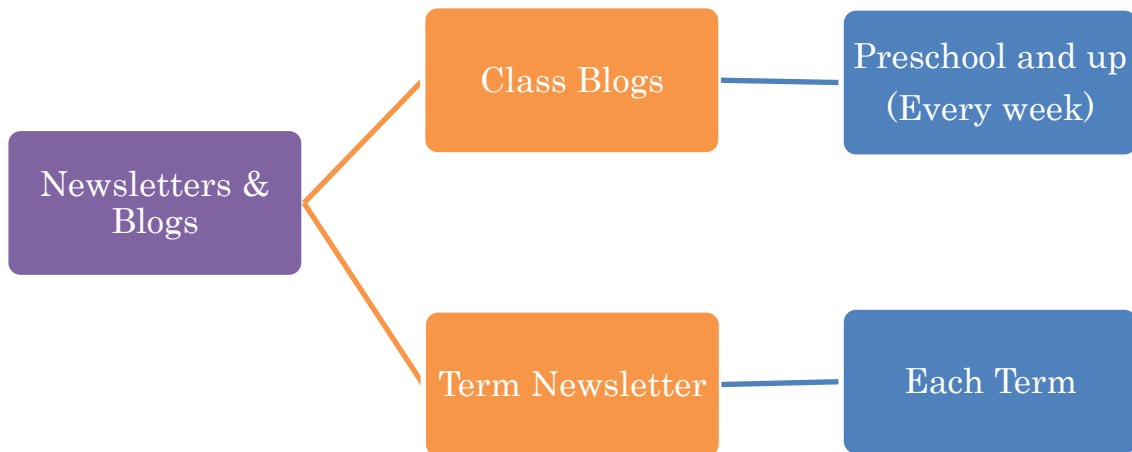 Newsletters &
Blogs
Class Blogs
Preschool and up
(Every week)
Term Newsletter
Each Term